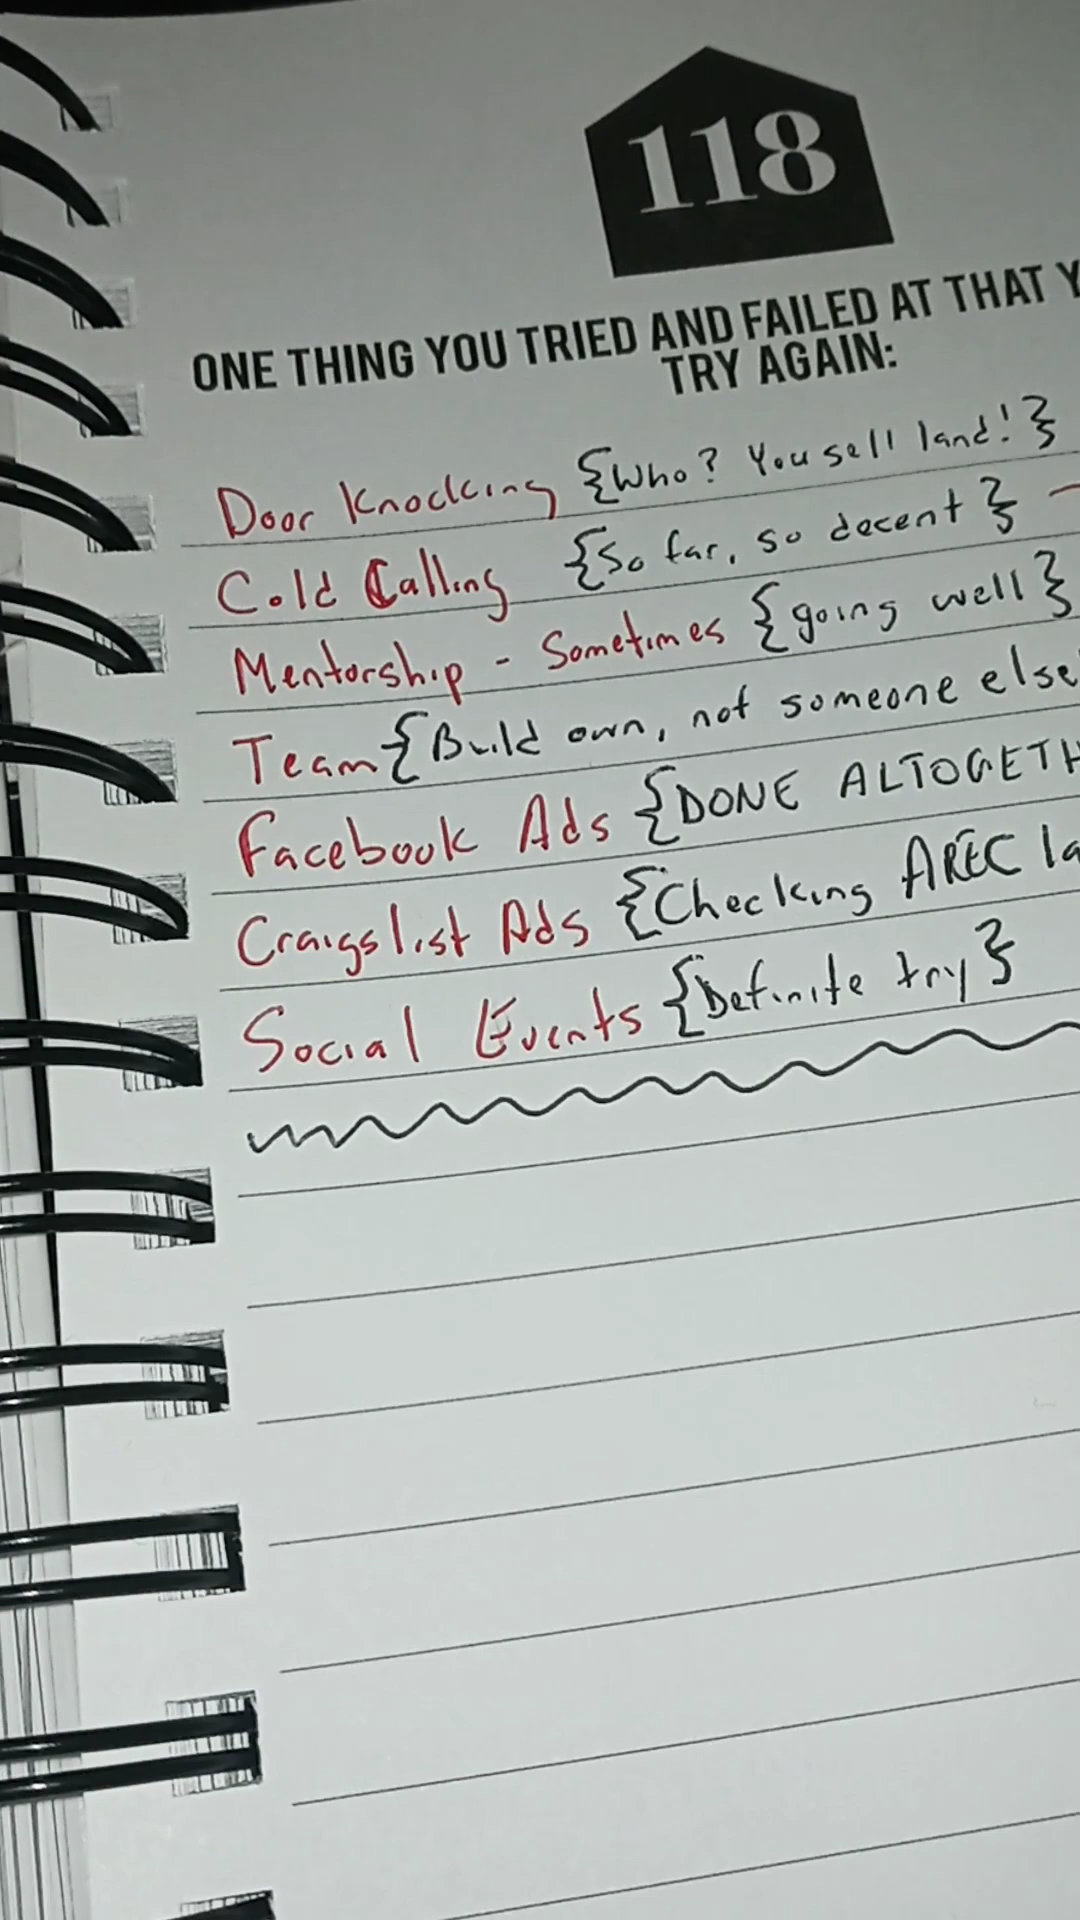 118
ONE THING YOU TRIED AND FAILED AT THAT Y
TRY AGAIN:
Door Knocking {Who? You sell land!}
Cold Calling {So far, so decent}
Mentorship - Sometimes {going well}
Team {Build own, not someone else
Facebook Ads {DONE ALTOGETH
Craigslist Ads {Checking AREC la
Social Events {Definite try}